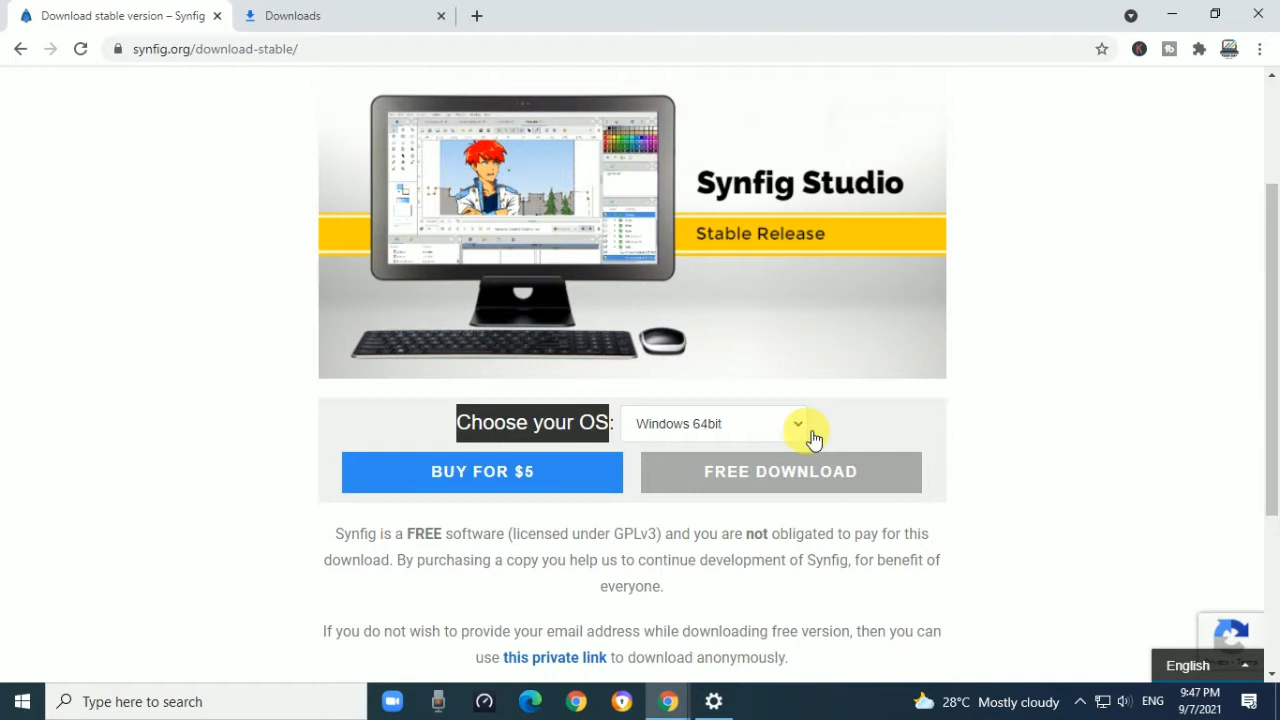 Download stable version – Synfig
Downloads
synfig.org/download-stable/
Synfig Studio
Stable Release
Choose your OS:
Windows 64bit
BUY FOR $5
FREE DOWNLOAD
Synfig is a FREE software (licensed under GPLv3) and you are not obligated to pay for this
download. By purchasing a copy you help us to continue development of Synfig, for benefit of
everyone.
If you do not wish to provide your email address while downloading free version, then you can
use this private link to download anonymously.
English
Type here to search
28°C Mostly cloudy
ENG
9:47 PM
9/7/2021